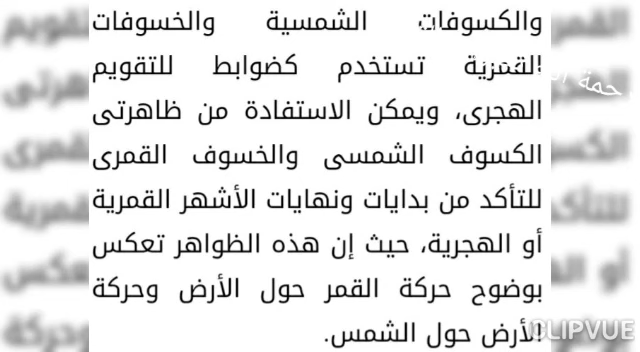 والكسوفات الشمسية والخسوفات
القمرية تستخدم كضوابط للتقويم
الهجرى، ويمكن الاستفادة من ظاهرتى
الكسوف الشمسى والخسوف القمرى
للتأكد من بدايات ونهايات الأشهر القمرية
أو الهجرية، حيث إن هذه الظواهر تعكس
بوضوح حركة القمر حول الأرض وحركة
الأرض حول الشمس.
CLIPVUE